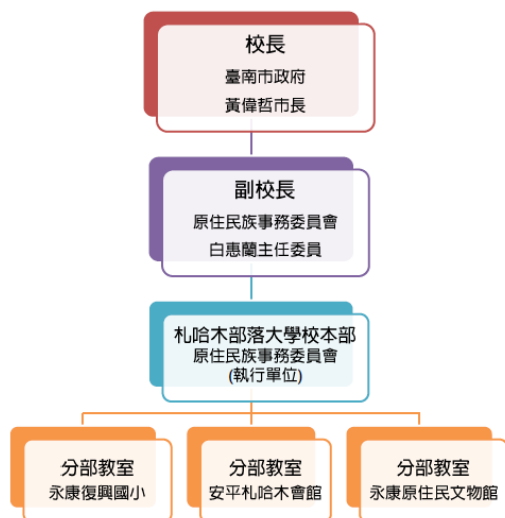 校長
臺南市政府
黃偉哲市長
副校長
原住民族事務委員會
白惠蘭主任委員
札哈木部落大學校本部
原住民族事務委員會
(執行單位)
分部教室
永康復興國小
分部教室
安平札哈木會館
分部教室
永康原住民文物館